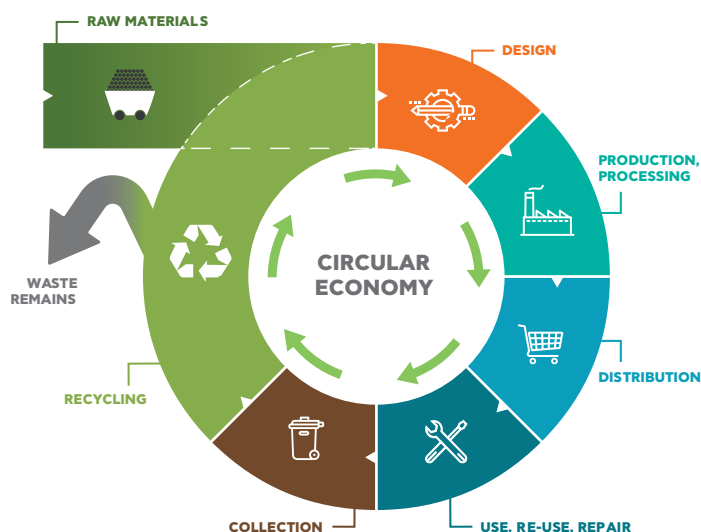 RAW MATERIALS
DESIGN
PRODUCTION,
PROCESSING
CIRCULAR
ECONOMY
WASTE
REMAINS
DISTRIBUTION
RECYCLING
COLLECTION
USE, RE-USE, REPAIR